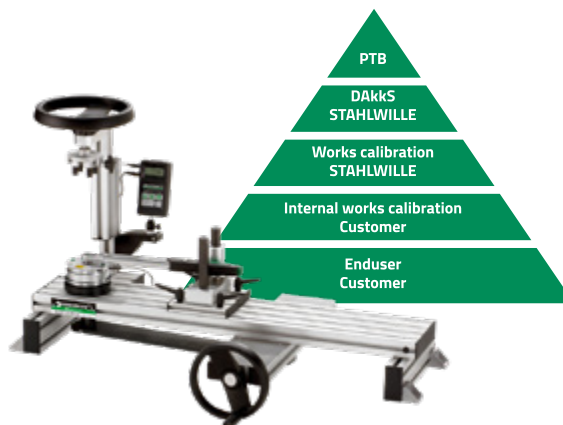 PTB
DAkkS
STAHLWILLE
Works calibration
STAHLWILLE
Internal works calibration
Customer
Enduser
Customer